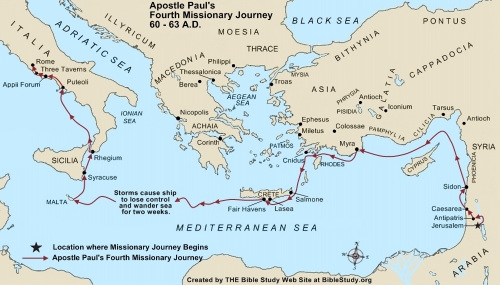 Apostle Paul's
Fourth Missionary Journey
60 - 63 A.D.
BLACK SEA
ITALIA
ADRIATIC SEA
ILLYRICUM
MOESIA
THRACE
MACEDONIA
BITHYNIA
PONTUS
GALATIA
CAPPADOCIA
Rome
Three Taverns
Appii Forum
Puteoli
Philippi
Thessalonica
Berea
Troas
MYSIA
ASIA
PHRYGIA
PISIDIA
Antioch
Iconium
AEGEAN
SEA
IONIAN
SEA
Nicopolis
ACHAIA
Corinth
Ephesus
Miletus
Colossae
PAMPHYLIA
CILICIA
Tarsus
Antioch
SYRIA
PATMOS
Cnidus
RHODES
Myra
CYPRUS
PHOENICIA
SICILIA
Rhegium
Syracuse
MALTA
Storms cause ship
to lose control
and wander sea
for two weeks.
CRETE
Salmone
Fair Havens
Lasea
Sidon
Caesarea
Antipatris
Jerusalem
MEDITERRANEAN SEA
ARABIA
Location where Missionary Journey Begins
Apostle Paul's Fourth Missionary Journey
Created by THE Bible Study Web Site at BibleStudy.org